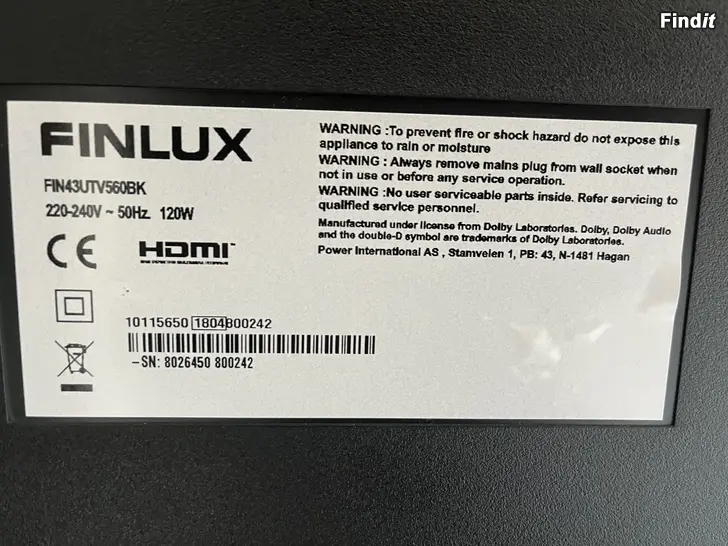 Findit
FINLUX
FIN43UTV560BK
220-240V ~ 50Hz. 120W
CE HDMI™
10115650 1804800242
-SN: 8026450 800242
WARNING :To prevent fire or shock hazard do not expose this
appliance to rain or moisture
WARNING : Always remove mains plug from wall socket when
not in use or before any service operation.
WARNING :No user serviceable parts inside. Refer servicing to
qualified service personnel.
Manufactured under license from Dolby Laboratories. Dolby, Dolby Audio
and the double-D symbol are trademarks of Dolby Laboratories.
Power International AS , Stanveien 1, PB: 43, N-1481 Hagan